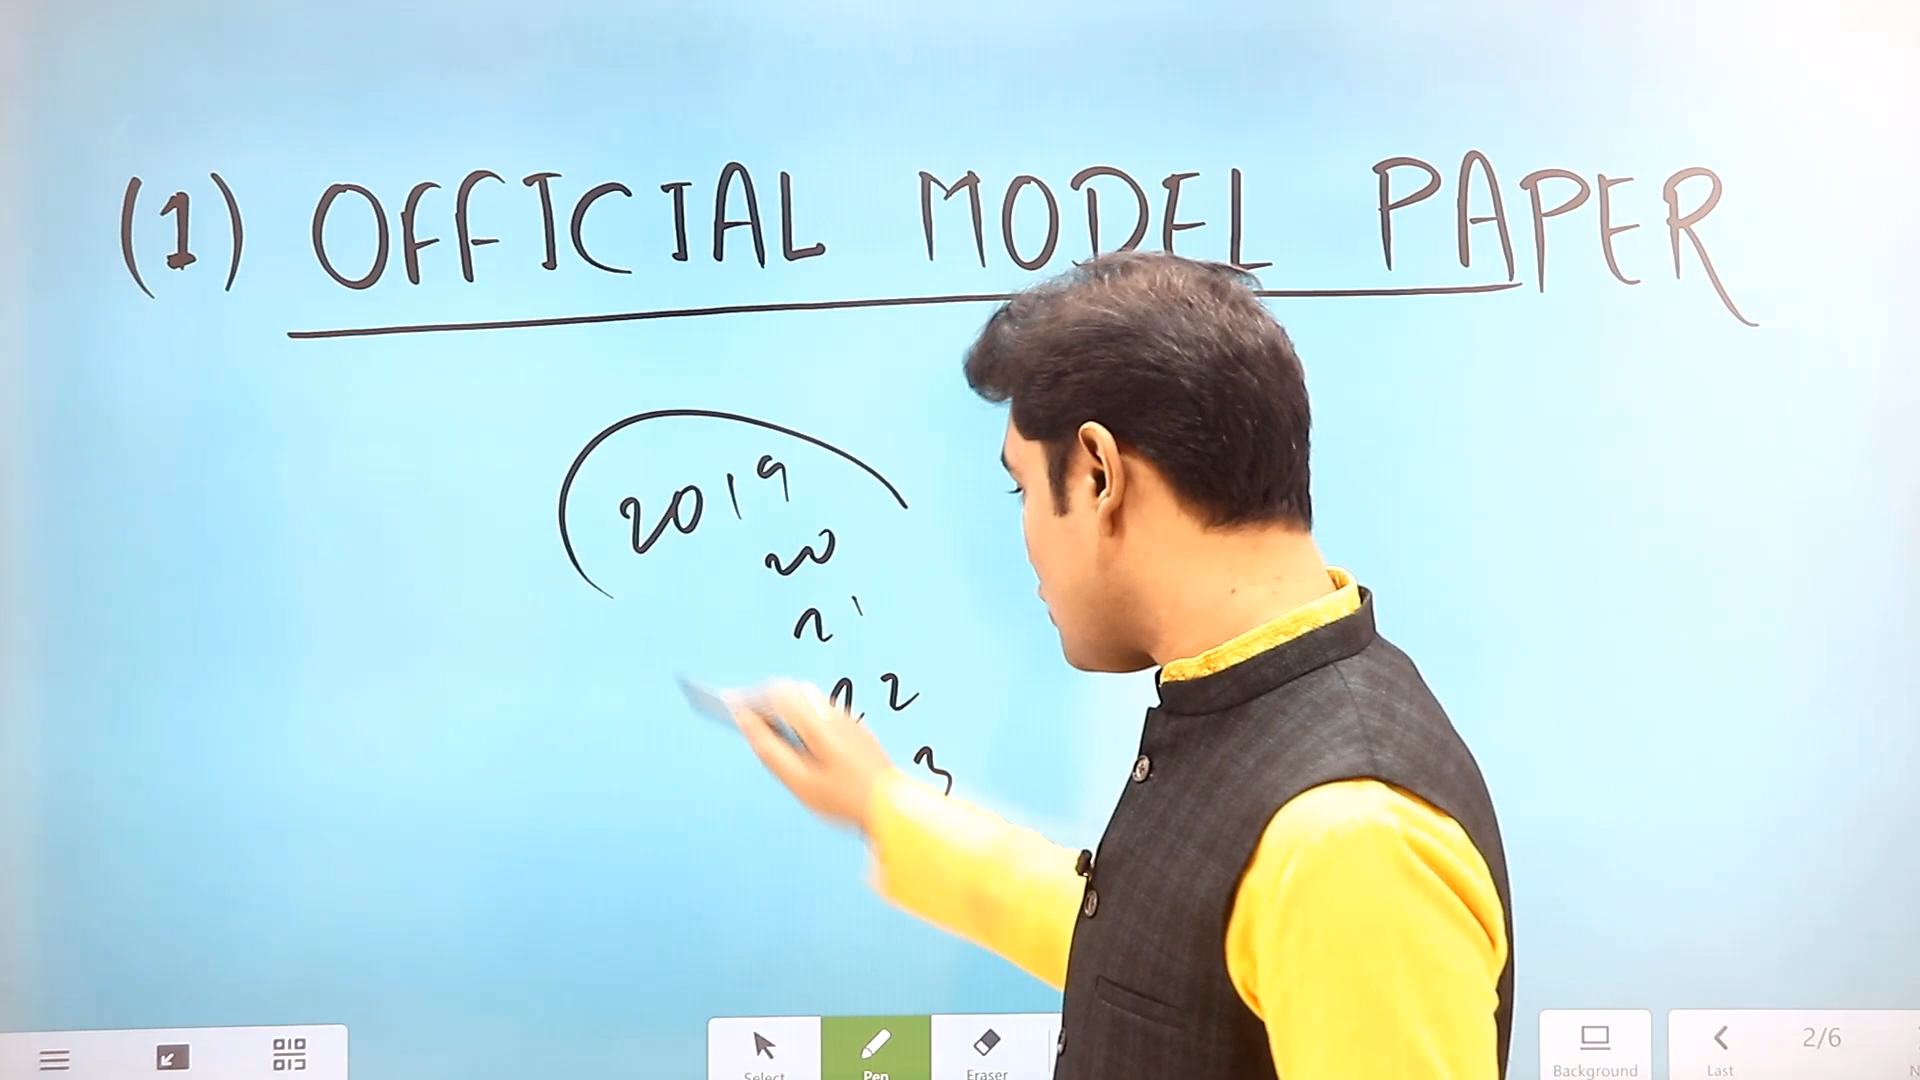 (1) OFFICIAL MODEL PAPER
2019
20
21
22
3
Select
Pen
Eraser
Background
Last
2/6